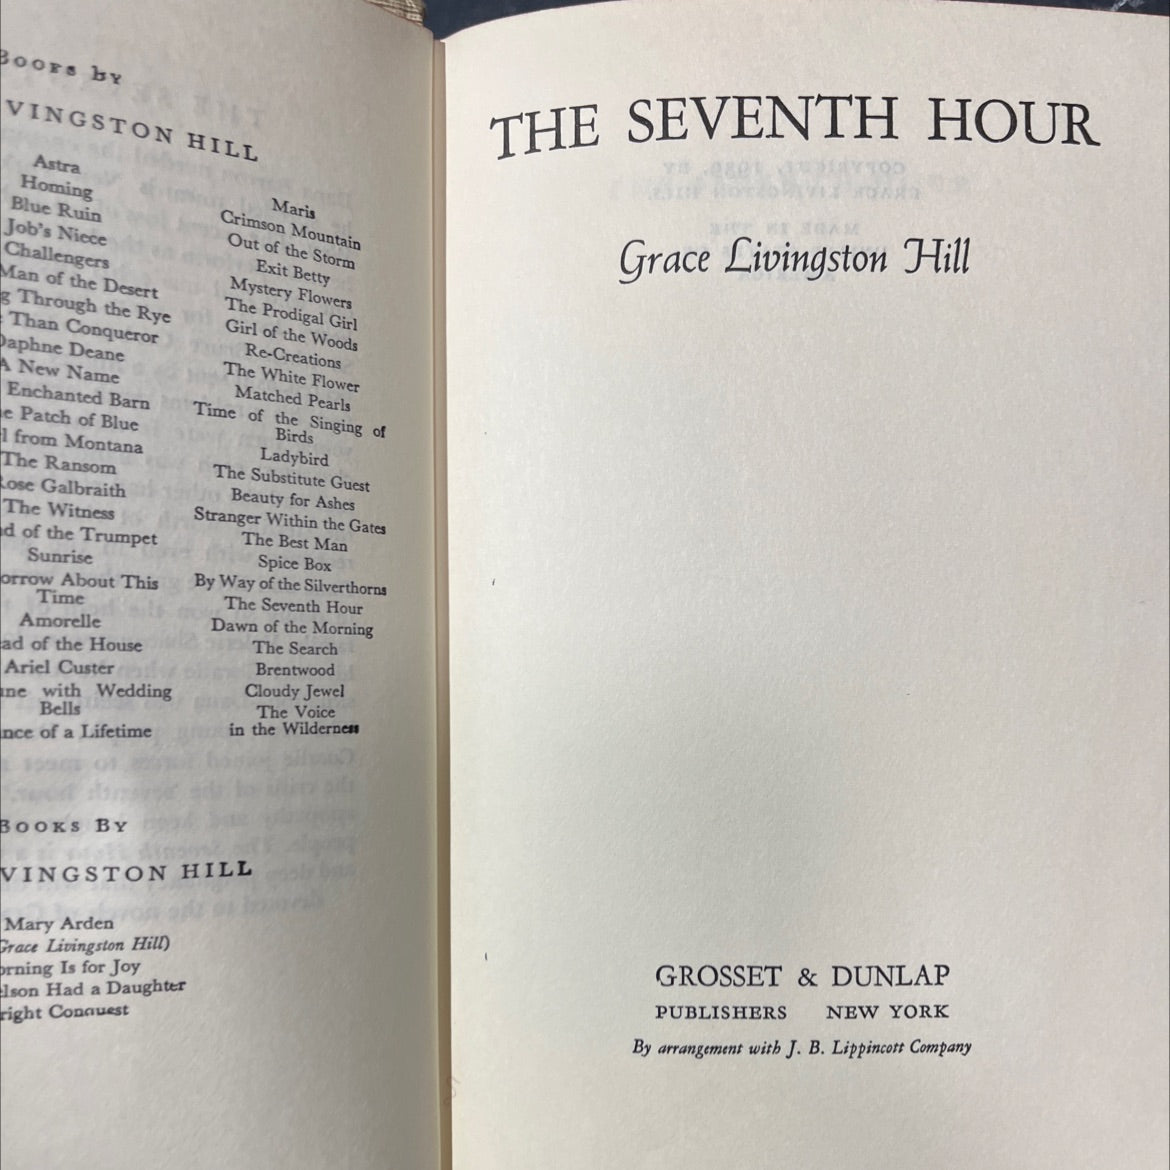 Books by
VINGSTON HILL
Astra
Homing
Blue Ruin
Job's Niece
Challengers
Man of the Desert
g Through the Rye
Than Conqueror
Daphne Deane
A New Name
Enchanted Barn
e Patch of Blue
l from Montana
The Ransom
Rose Galbraith
The Witness
d of the Trumpet
Sunrise
orrow About This
Time
Amorelle
ad of the House
Ariel Custer
ne with Wedding
Bells
nce of a Lifetime
Maris
Crimson Mountain
Out of the Storm
Exit Betty
Mystery Flowers
The Prodigal Girl
Girl of the Woods
Re-Creations
The White Flower
Matched Pearls
Time of the Singing of
Birds
Ladybird
The Substitute Guest
Beauty for Ashes
Stranger Within the Gates
The Best Man
Spice Box
By Way of the Silverthorns
The Seventh Hour
Dawn of the Morning
The Search
Brentwood
Cloudy Jewel
The Voice
in the Wilderness
BOOKS BY
VINGSTON HILL
Mary Arden
Grace Livingston Hill)
orning Is for Joy
lson Had a Daughter
right Conquest
THE SEVENTH HOUR
Grace Livingston Hill
GROSSET & DUNLAP
PUBLISHERS NEW YORK
By arrangement with J. B. Lippincott Company